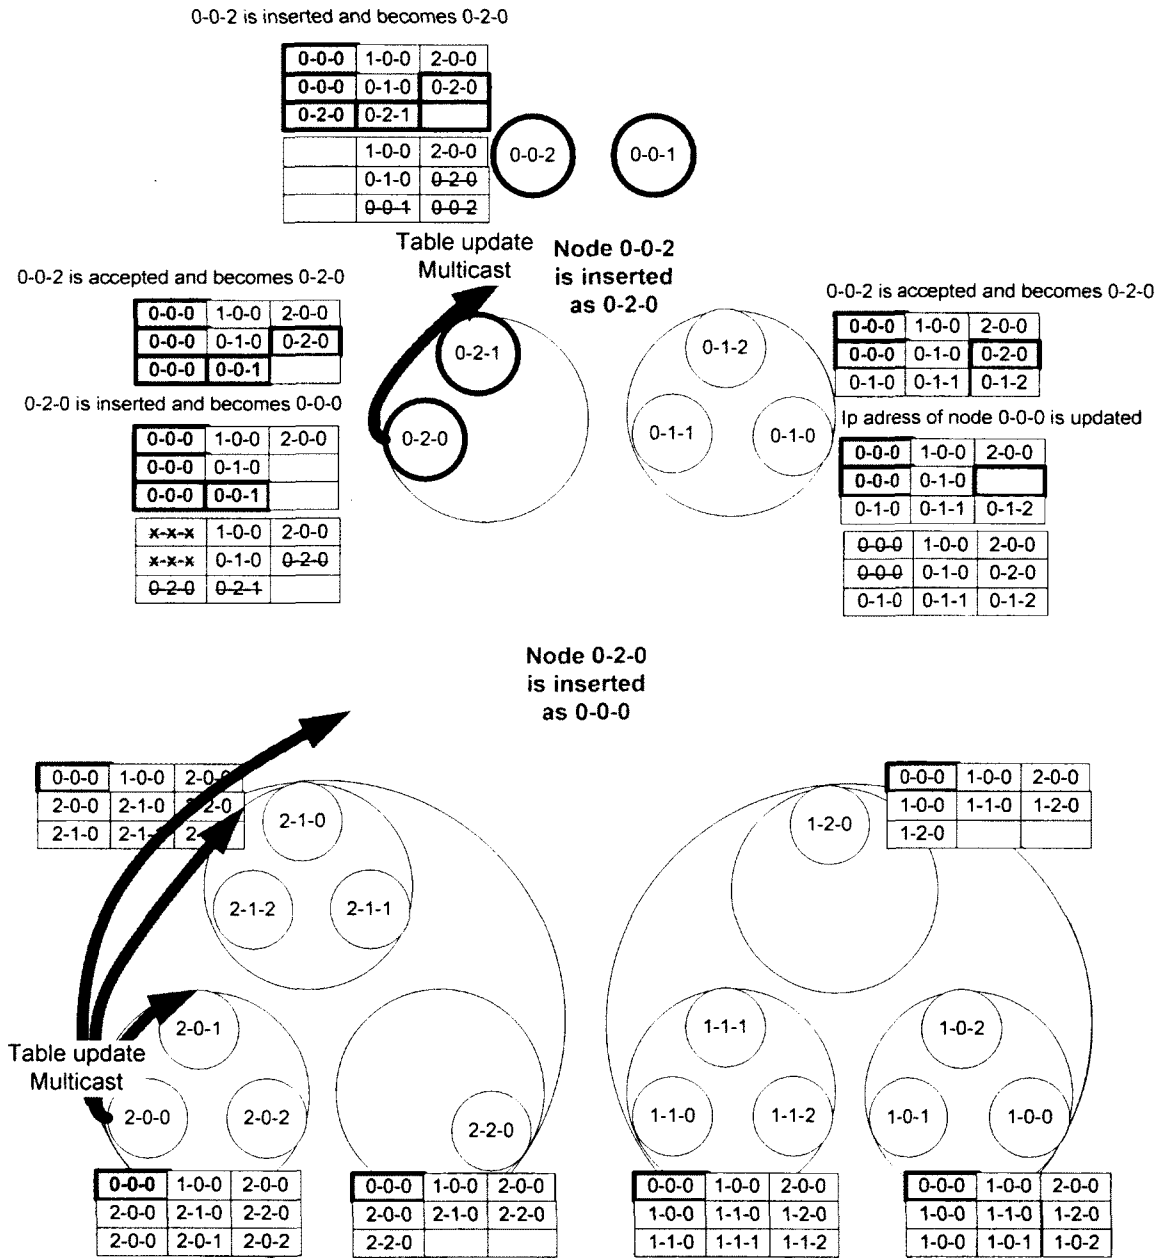 0-0-2 is inserted and becomes 0-2-0
0-0-0 1-0-0 2-0-0
0-0-0 0-1-0 0-2-0
0-2-0 0-2-1
1-0-0 2-0-0
0-1-0 0-2-0
0-0-1 0-0-2
0-0-2
0-0-1
Table update
Multicast
Node 0-0-2
is inserted
as 0-2-0
0-0-2 is accepted and becomes 0-2-0
0-0-0 1-0-0 2-0-0
0-0-0 0-1-0 0-2-0
0-0-0 0-0-1
0-2-0 is inserted and becomes 0-0-0
0-0-0 1-0-0 2-0-0
0-0-0 0-1-0
0-0-0 0-0-1
x-x-x 1-0-0 2-0-0
x-x-x 0-1-0 0-2-0
0-2-0 0-2-1
0-2-1
0-2-0
0-1-2
0-1-1
0-1-0
0-0-2 is accepted and becomes 0-2-0
0-0-0 1-0-0 2-0-0
0-0-0 0-1-0 0-2-0
0-1-0 0-1-1 0-1-2
Ip adress of node 0-0-0 is updated
0-0-0 1-0-0 2-0-0
0-0-0 0-1-0
0-1-0 0-1-1 0-1-2
0-0-0 1-0-0 2-0-0
0-0-0 0-1-0 0-2-0
0-1-0 0-1-1 0-1-2
Node 0-2-0
is inserted
as 0-0-0
0-0-0 1-0-0 2-0-0
2-0-0 2-1-0
2-1-0
2-1-0
2-1-2
2-1-1
0-0-0 1-0-0 2-0-0
1-0-0 1-1-0 1-2-0
1-2-0
1-2-0
Table update
Multicast
2-0-1
2-0-0
2-0-2
2-2-0
1-1-1
1-1-0
1-1-2
1-0-2
1-0-1
1-0-0
0-0-0 1-0-0 2-0-0
2-0-0 2-1-0 2-2-0
2-0-0 2-0-1 2-0-2
0-0-0 1-0-0 2-0-0
2-0-0 2-1-0 2-2-0
2-2-0
0-0-0 1-0-0 2-0-0
1-0-0 1-1-0 1-2-0
1-1-0 1-1-1 1-1-2
0-0-0 1-0-0 2-0-0
1-0-0 1-1-0 1-2-0
1-0-0 1-0-1 1-0-2